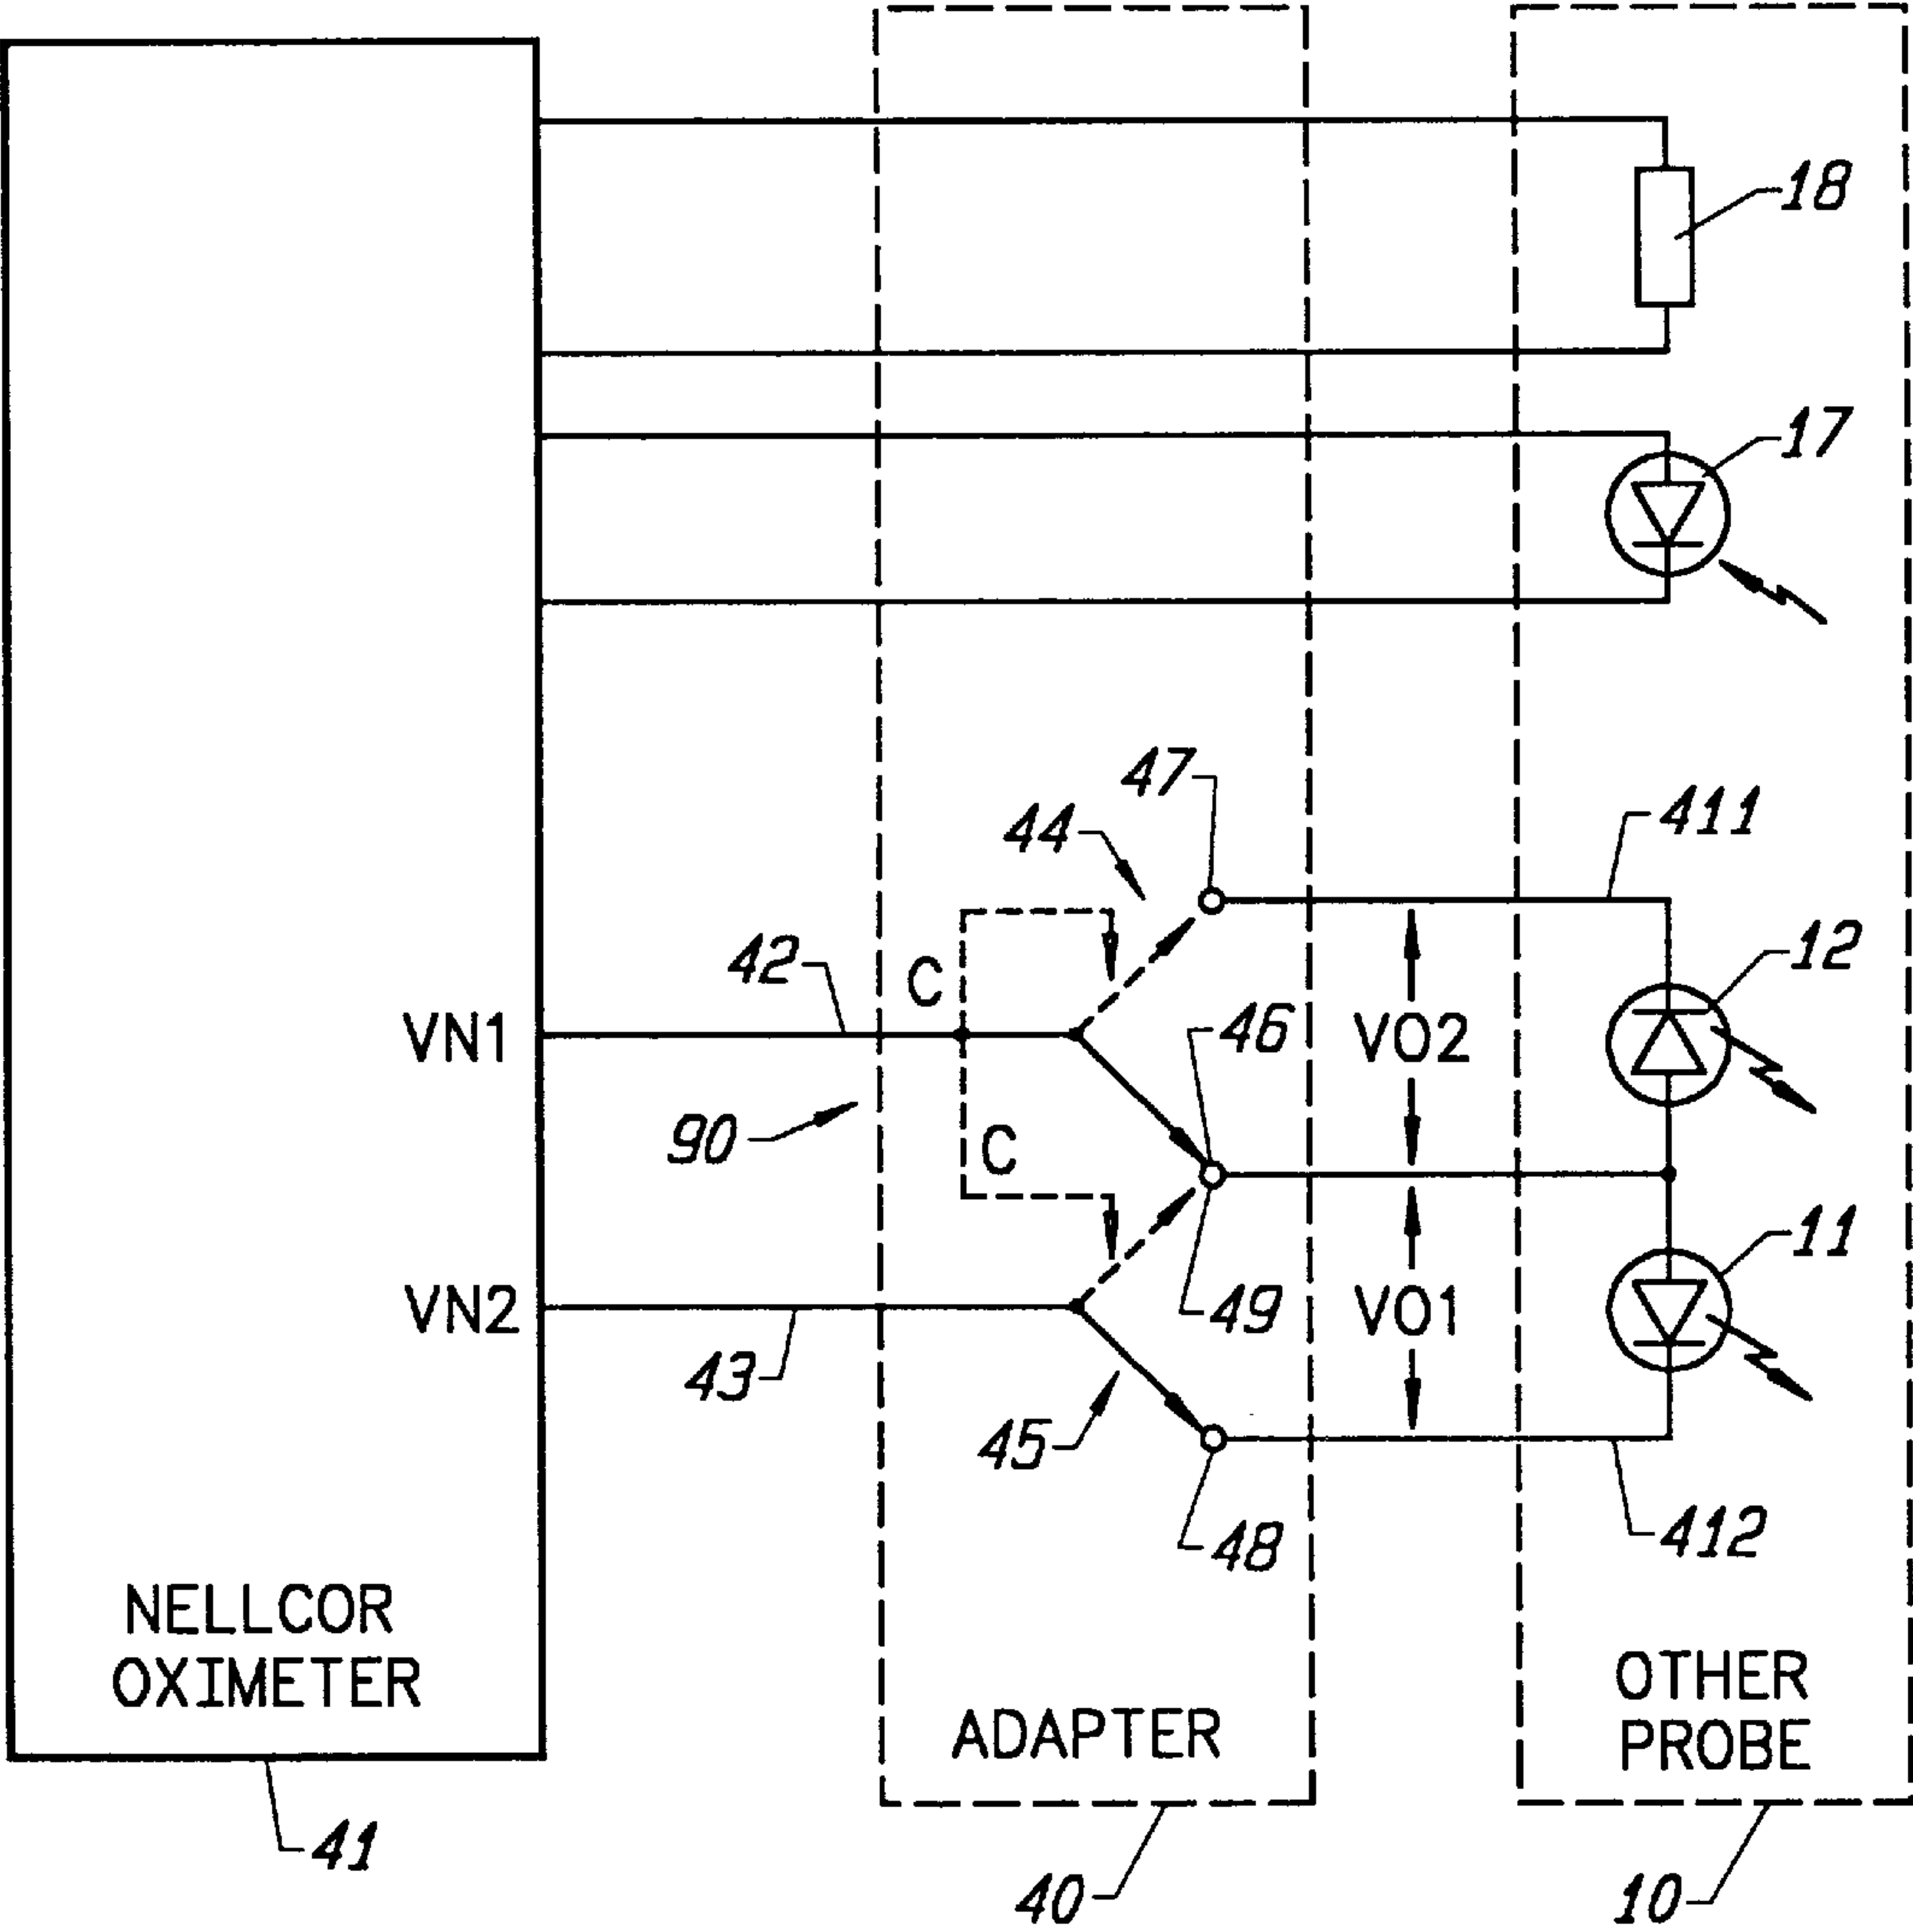 18
17
47
44
411
42
C
12
VN1
46
VO2
90
C
11
VN2
49
VO1
43
45
48
412
NELLCOR
OXIMETER
OTHER
PROBE
ADAPTER
41
40
10